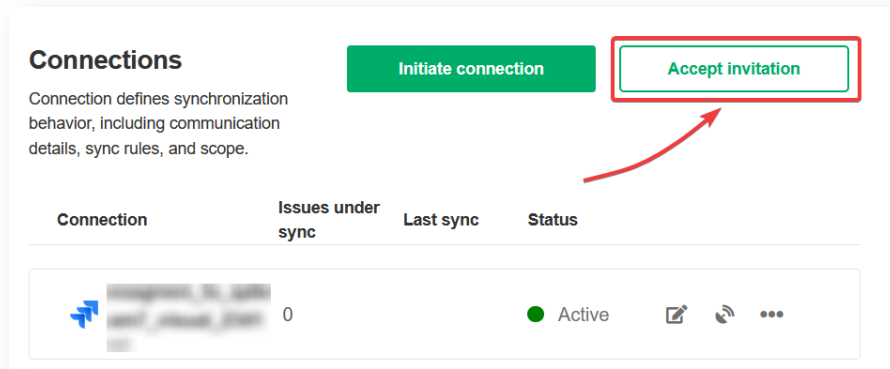 Connections
Initiate connection
Accept invitation
Connection defines synchronization
behavior, including communication
details, sync rules, and scope.
Connection
Issues under
sync
Last sync
Status
0
Active